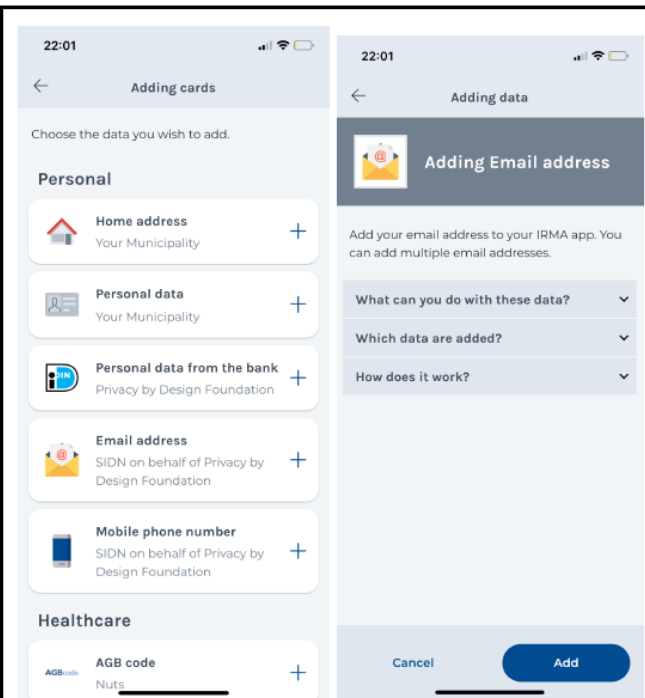 22:01
Adding cards
Choose the data you wish to add.
Personal
Home address
Your Municipality
Personal data
Your Municipality
iDIN
Personal data from the bank
Privacy by Design Foundation
@
Email address
SIDN on behalf of Privacy by
Design Foundation
Mobile phone number
SIDN on behalf of Privacy by
Design Foundation
Healthcare
AGBcode
AGB code
Nuts
22:01
Adding data
@
Adding Email address
Add your email address to your IRMA app. You
can add multiple email addresses.
What can you do with these data?
Which data are added?
How does it work?
Cancel
Add